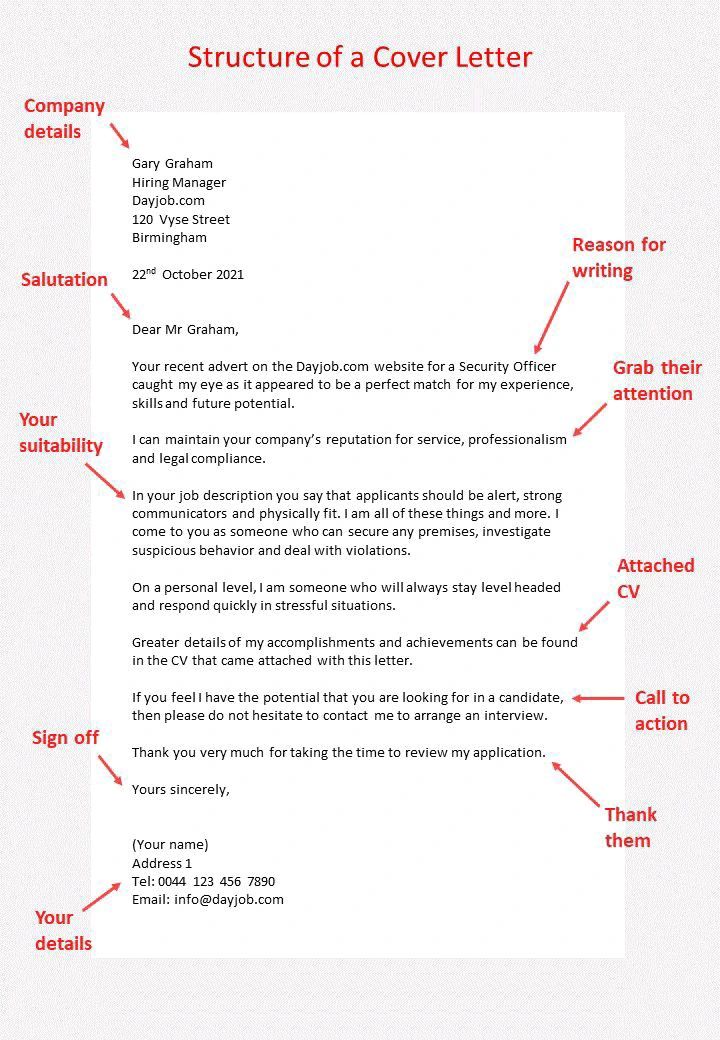 Structure of a Cover Letter
Company
details
Gary Graham
Hiring Manager
Dayjob.com
120 Vyse Street
Birmingham
Reason for
writing
Salutation
22nd October 2021
Dear Mr Graham,
Your recent advert on the Dayjob.com website for a Security Officer
caught my eye as it appeared to be a perfect match for my experience,
skills and future potential.
Grab their
attention
Your
suitability
I can maintain your company's reputation for service, professionalism
and legal compliance.
In your job description you say that applicants should be alert, strong
communicators and physically fit. I am all of these things and more. I
come to you as someone who can secure any premises, investigate
suspicious behavior and deal with violations.
Attached
CV
On a personal level, I am someone who will always stay level headed
and respond quickly in stressful situations.
Greater details of my accomplishments and achievements can be found
in the CV that came attached with this letter.
If you feel I have the potential that you are looking for in a candidate,
then please do not hesitate to contact me to arrange an interview.
Call to
action
Sign off
Thank you very much for taking the time to review my application.
Yours sincerely,
Thank
them
(Your name)
Address 1
Tel: 0044 123 456 7890
Email: info@dayjob.com
Your
details